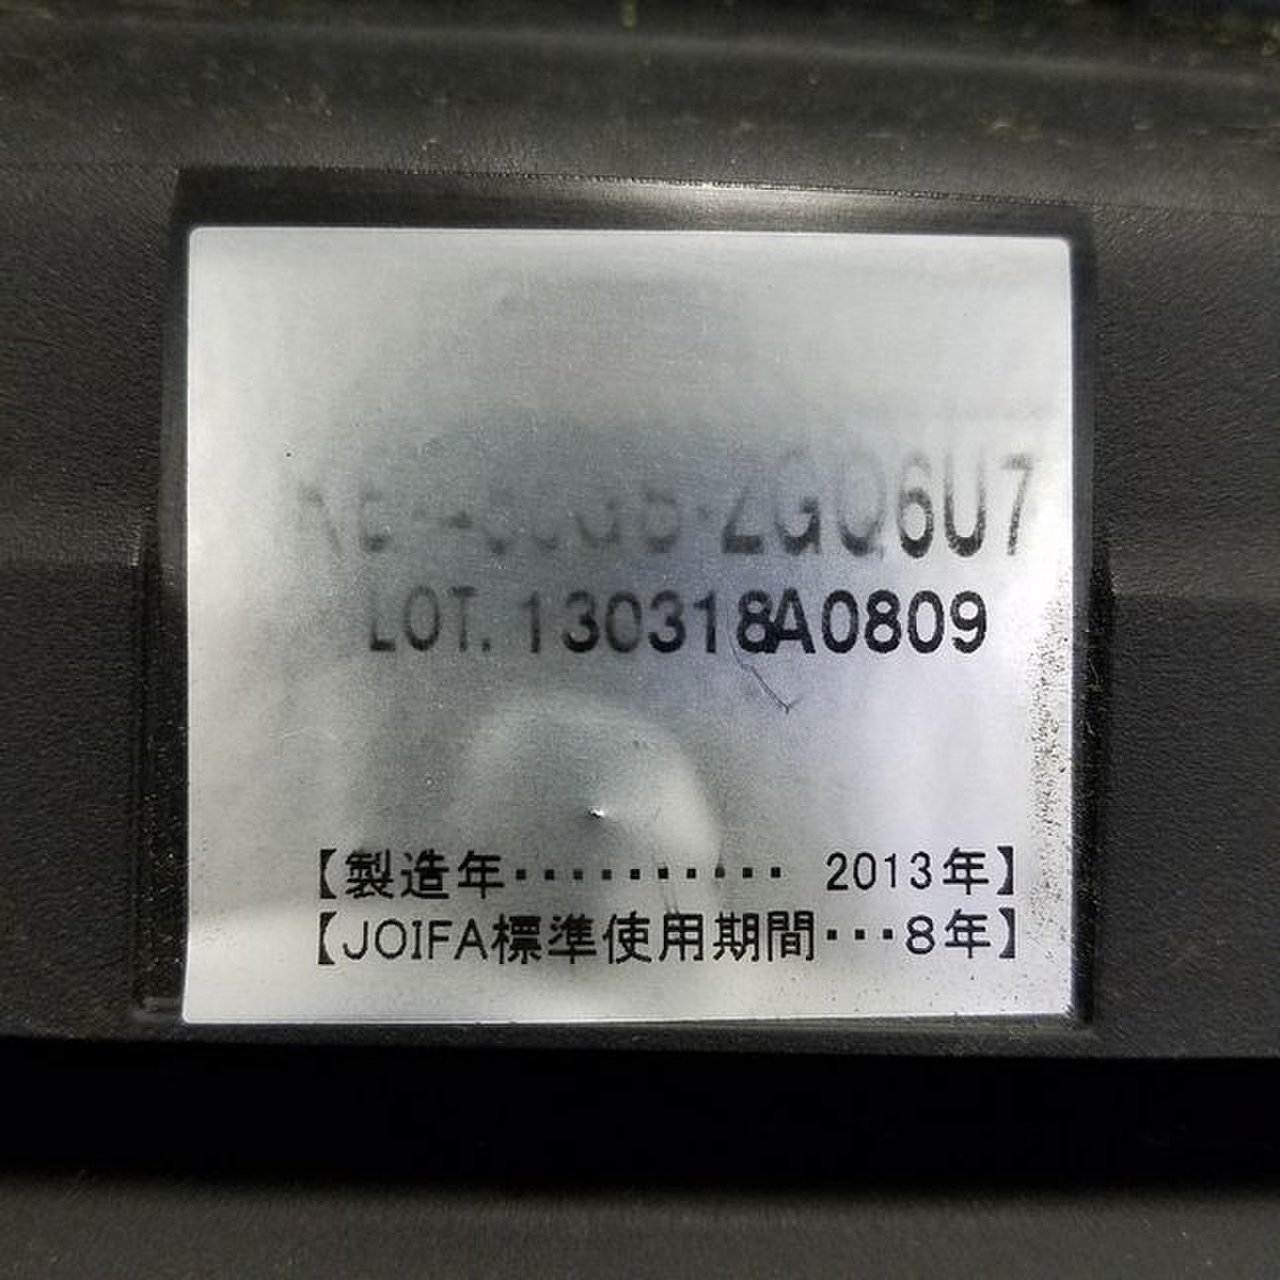 ZGQ6U7
LOT. 130318A0809
【製造年・・・・・・・・・・ 2013年】
【JOIFA標準使用期間・・・8年】